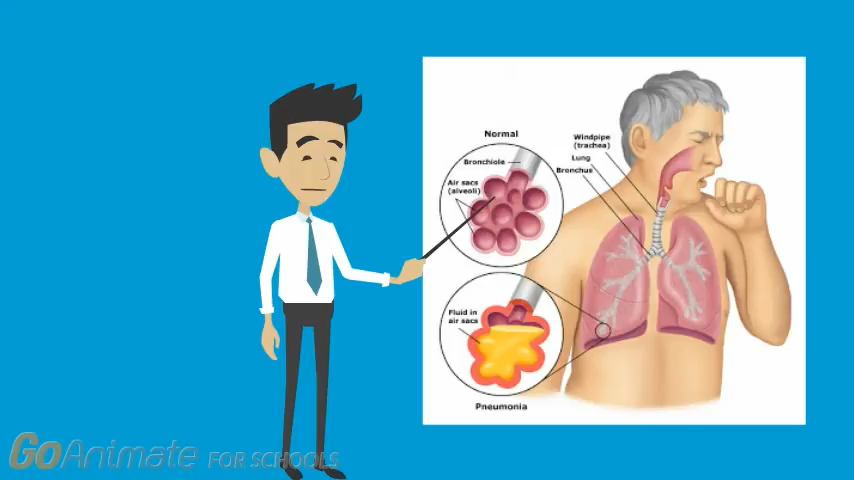 Normal
Bronchiole
Air sacs
(alveoli)
Windpipe
(trachea)
Lung
Bronchus
Fluid in
air sacs
Pneumonia
GoAnimate FOR SCHOOLS